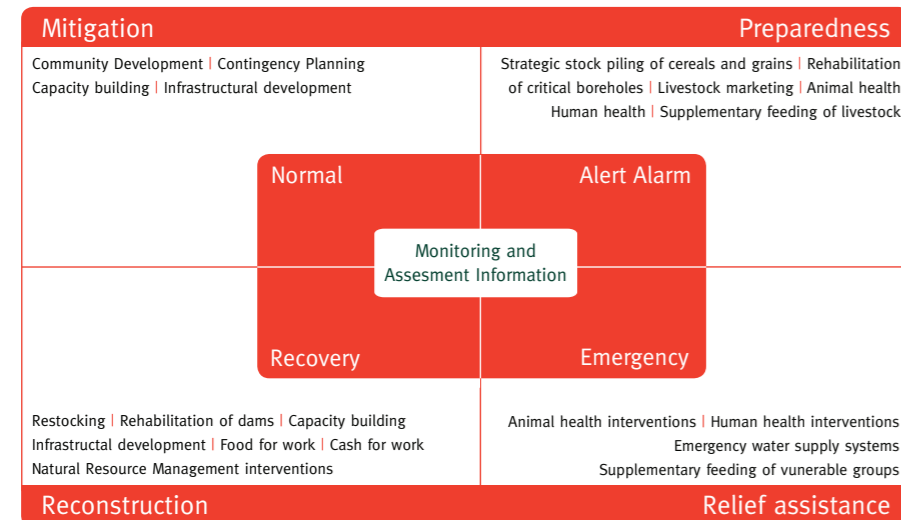 Mitigation
Preparedness
Community Development | Contingency Planning
Capacity building | Infrastructural development
Strategic stock piling of cereals and grains | Rehabilitation
of critical boreholes | Livestock marketing | Animal health
Human health | Supplementary feeding of livestock
Normal
Alert Alarm
Monitoring and
Assesment Information
Recovery
Emergency
Restocking | Rehabilitation of dams | Capacity building
Infrastructal development | Food for work | Cash for work
Natural Resource Management interventions
Animal health interventions | Human health interventions
Emergency water supply systems
Supplementary feeding of vunerable groups
Reconstruction
Relief assistance